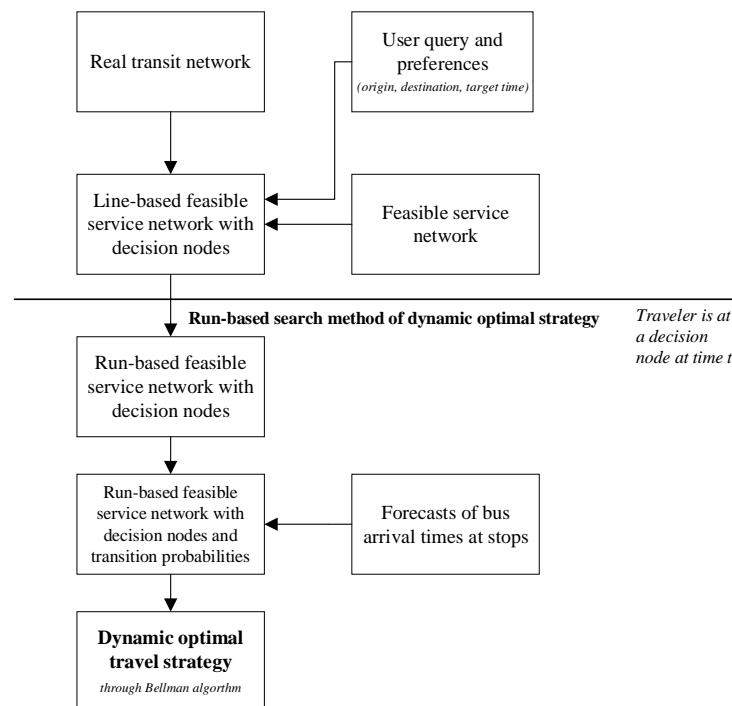 Real transit network
User query and
preferences
(origin, destination, target time)
Line-based feasible
service network with
decision nodes
Feasible service
network
Run-based search method of dynamic optimal strategy
Traveler is at
a decision
node at time t
Run-based feasible
service network with
decision nodes
Run-based feasible
service network with
decision nodes and
transition probabilities
Forecasts of bus
arrival times at stops
Dynamic optimal
travel strategy
through Bellman algorthm